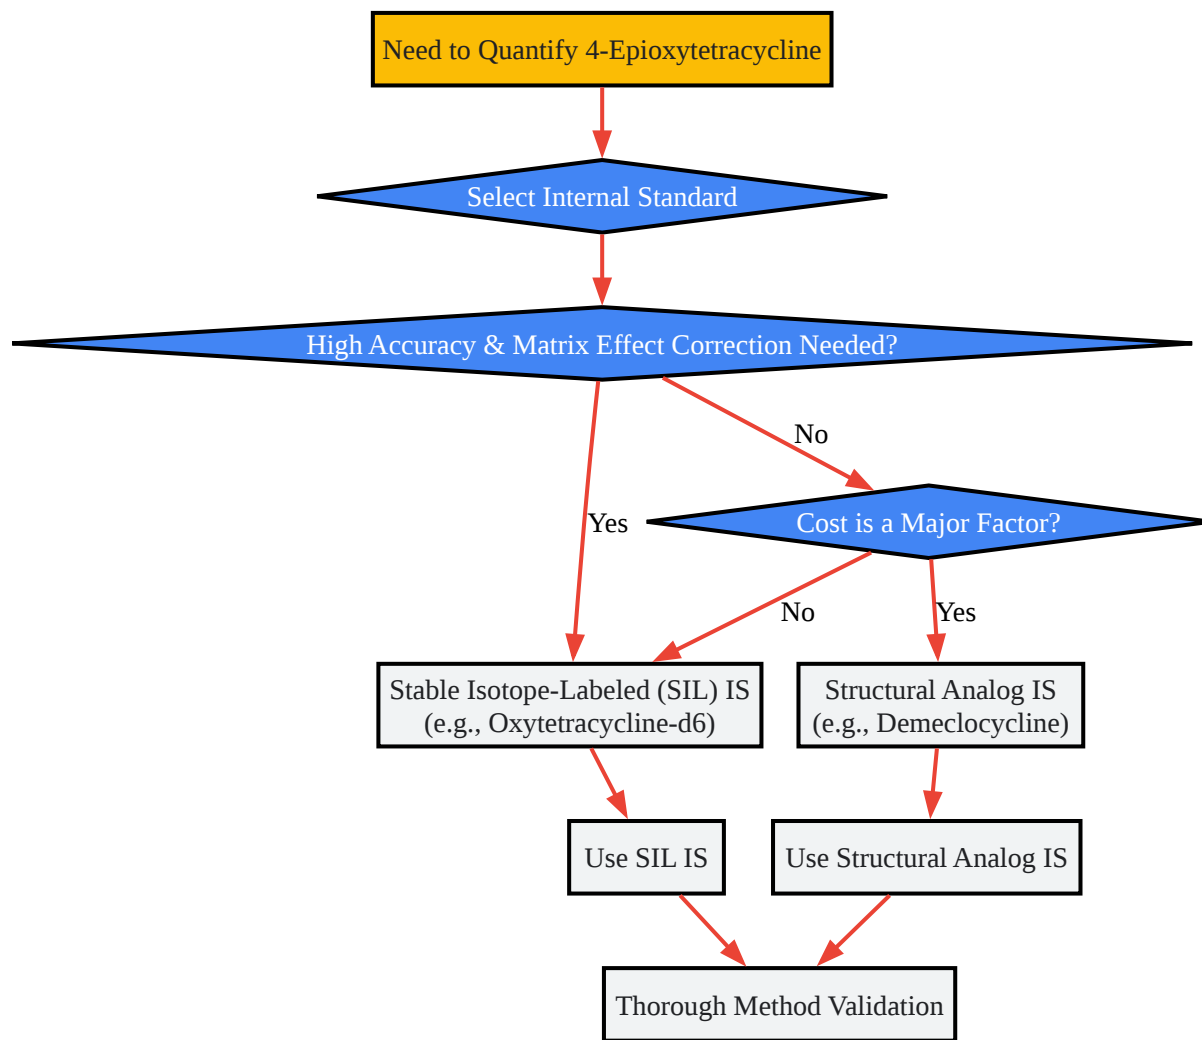 Need to Quantify 4-Epioxytetracycline
Select Internal Standard
High Accuracy & Matrix Effect Correction Needed?
No
Yes
Cost is a Major Factor?
No
Yes
Stable Isotope-Labeled (SIL) IS
(e.g., Oxytetracycline-d6)
Structural Analog IS
(e.g., Demeclocycline)
Use SIL IS
Use Structural Analog IS
Thorough Method Validation